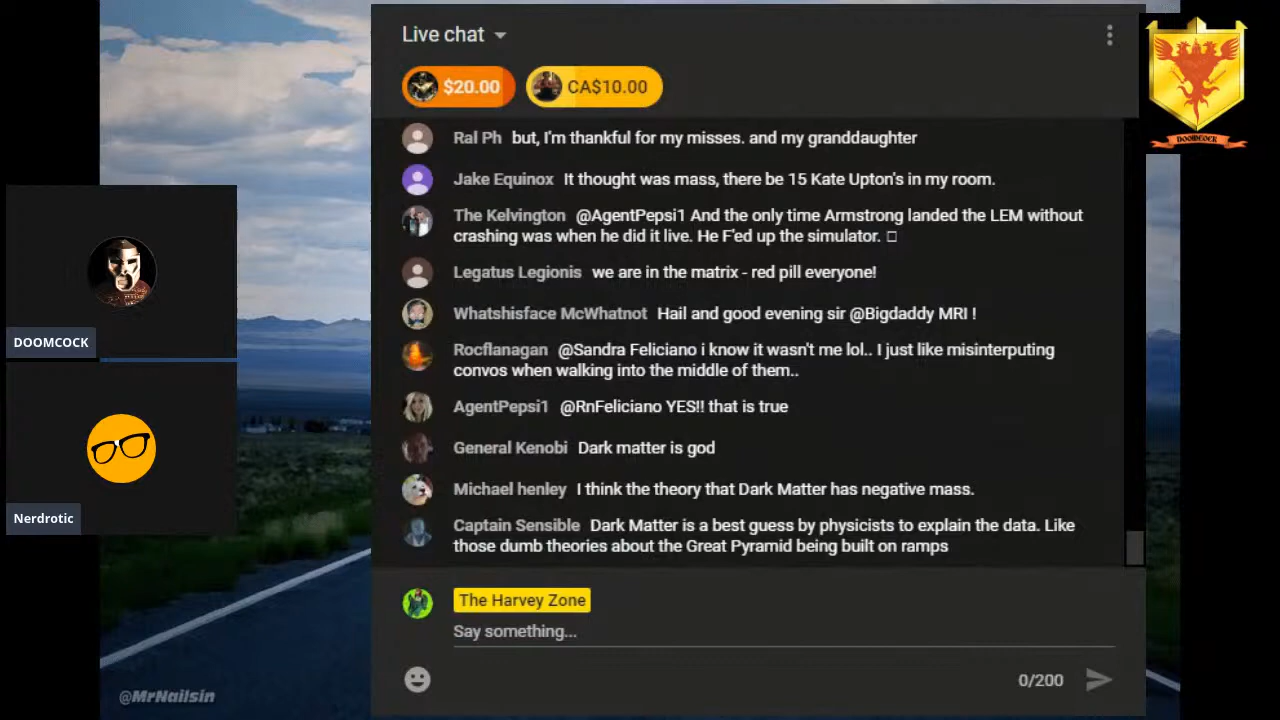 Live chat
$20.00
CA$10.00
Ral Ph but, I'm thankful for my misses. and my granddaughter
Jake Equinox It thought was mass, there be 15 Kate Upton's in my room.
The Kelvington @AgentPepsi1 And the only time Armstrong landed the LEM without
crashing was when he did it live. He F'ed up the simulator. □
Legatus Legionis we are in the matrix - red pill everyone!
Whatshisface McWhatnot Hail and good evening sir @Bigdaddy MRI !
Rocflanagan @Sandra Feliciano i know it wasn't me lol.. I just like misinterputing
convos when walking into the middle of them..
AgentPepsi1 @RnFeliciano YES!! that is true
General Kenobi Dark matter is god
Michael henley I think the theory that Dark Matter has negative mass.
Captain Sensible Dark Matter is a best guess by physicists to explain the data. Like
those dumb theories about the Great Pyramid being built on ramps
The Harvey Zone
Say something...
0/200
DOOMCOCK
Nerdrotic
DOOMCOCK
@MrNailsin